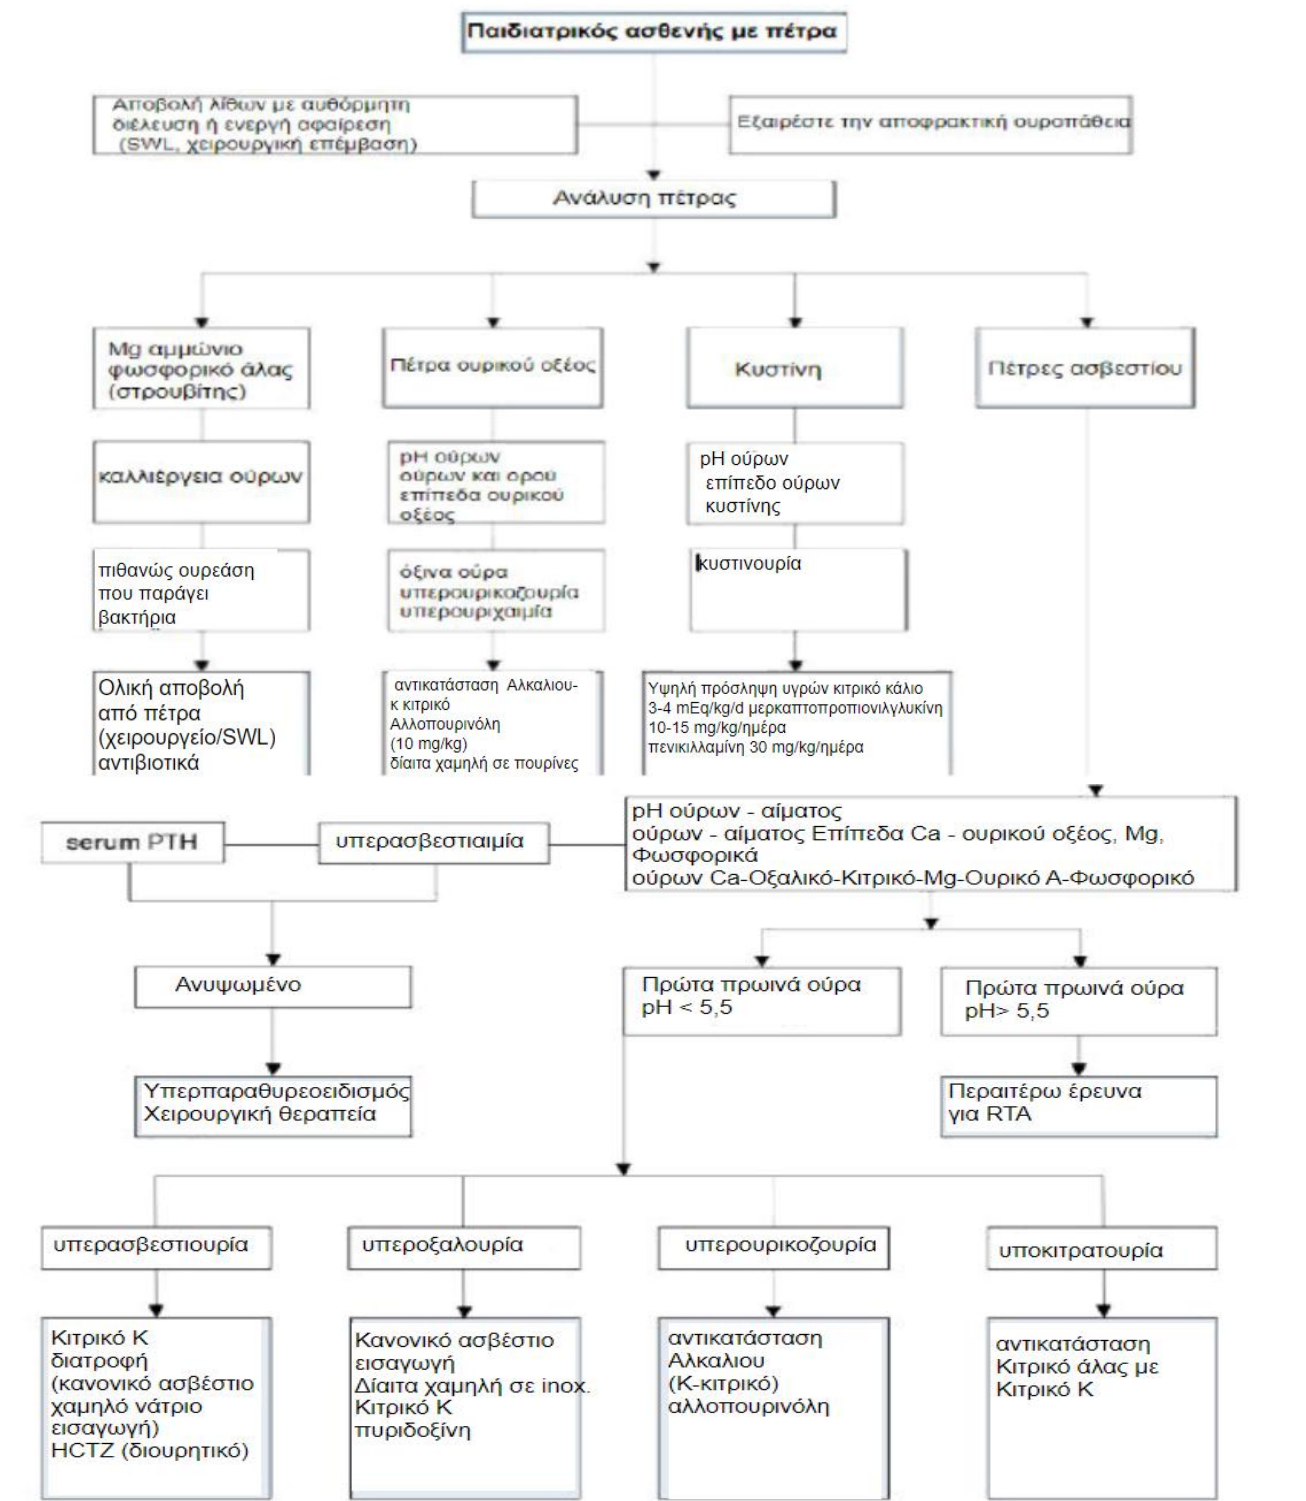 Παιδιατρικός ασθενής με πέτρα
Αποβολή λίθων με αυθόρμητη
διέλευση ή ενεργή αφαίρεση
(SWL, χειρουργική επέμβαση)
Εξαιρέστε την αποφρακτική ουροπάθεια
Ανάλυση πέτρας
Mg αμμώνιο
φωσφορικό άλας
(στρουβίτης)
Πέτρα ουρικού οξέος
Κυστίνη
Πέτρες ασβεστίου
καλλιέργεια ούρων
pH ούρων
ούρων και ορού
επίπεδα ουρικού
οξέος
pH ούρων
επίπεδο ούρων
κυστίνης
πιθανώς ουρεάση
που παράγει
βακτήρια
όξινα ούρα
υπερουρικοζουρία
υπερουριχαιμία
κυστινουρία
Ολική αποβολή
από πέτρα
(χειρουργείο/SWL)
αντιβιοτικά
αντικατάσταση Αλκαλιου-
κ κιτρικό
Αλλοπουρινόλη
(10 mg/kg)
δίαιτα χαμηλή σε πουρίνες
Υψηλή πρόσληψη υγρών κιτρικό κάλιο
3-4 mEq/kg/d μερκαπτοπροπιονιλγλυκίνη
10-15 mg/kg/ημέρα
πενικιλλαμίνη 30 mg/kg/ημέρα
serum PTH
υπερασβεστιαιμία
pH ούρων - αίματος
ούρων - αίματος Επίπεδα Ca - ουρικού οξέος, Mg,
Φωσφορικά
ούρων Ca-Οξαλικό-Κιτρικό-Mg-Ουρικό Α-Φωσφορικό
Ανυψωμένο
Πρώτα πρωινά ούρα
pH < 5,5
Πρώτα πρωινά ούρα
pH> 5,5
Υπερπαραθυρεοειδισμός
Χειρουργική θεραπεία
Περαιτέρω έρευνα
για RTA
υπερασβεστιουρία
υπεροξαλουρία
υπερουρικοζουρία
υποκιτρατουρία
Κιτρικό Κ
διατροφή
(κανονικό ασβέστιο
χαμηλό νάτριο
εισαγωγή)
HCTZ (διουρητικό)
Κανονικό ασβέστιο
εισαγωγή
Δίαιτα χαμηλή σε inox.
Κιτρικό Κ
πυριδοξίνη
αντικατάσταση
Αλκαλιου
(Κ-κιτρικό)
αλλοπουρινόλη
αντικατάσταση
Κιτρικό άλας με
Κιτρικό Κ